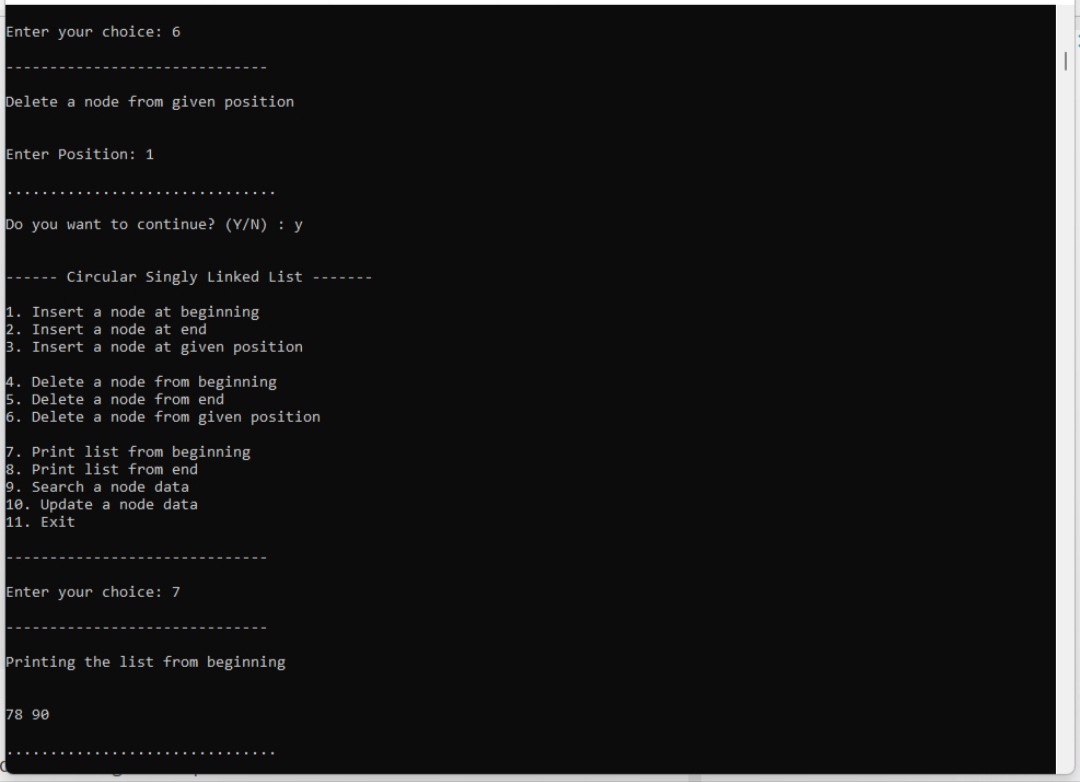 Enter your choice: 6
------------------------------
Delete a node from given position
Enter Position: 1
...............................
Do you want to continue? (Y/N) : y
------ Circular Singly Linked List -------
1. Insert a node at beginning
2. Insert a node at end
3. Insert a node at given position
4. Delete a node from beginning
5. Delete a node from end
6. Delete a node from given position
7. Print list from beginning
8. Print list from end
9. Search a node data
10. Update a node data
11. Exit
------------------------------
Enter your choice: 7
------------------------------
Printing the list from beginning
78 90
...............................